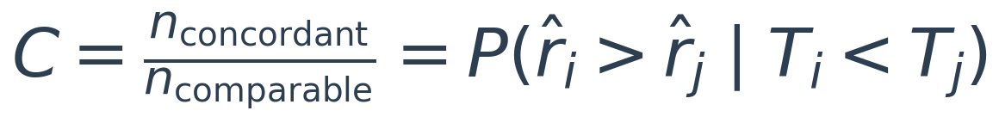 C = n_concordant / n_comparable = P(r̂_i > r̂_j | T_i < T_j)